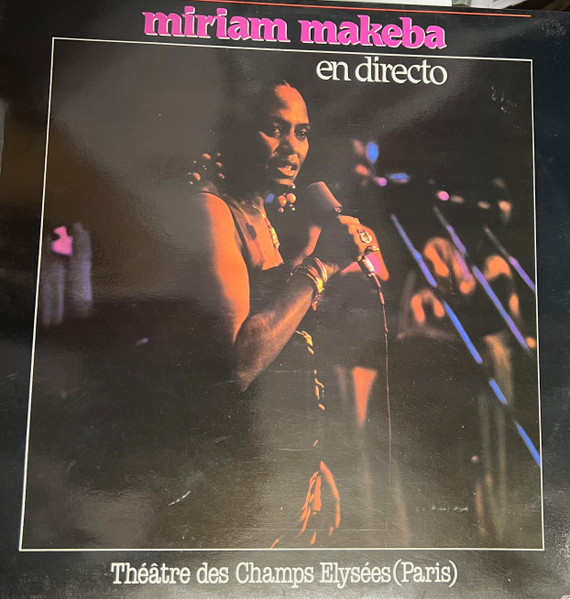 miriam makeba
en directo
Théâtre des Champs Elysées (Paris)